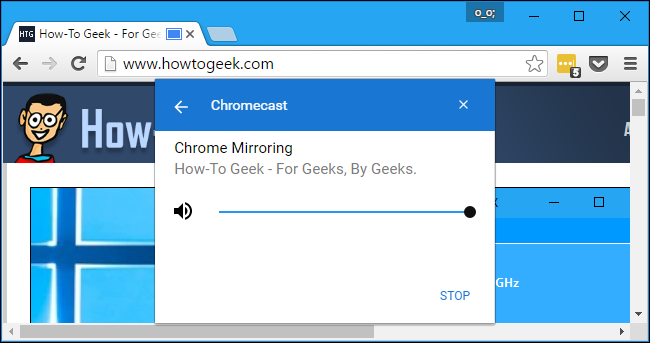 o_o;
HTG How-To Geek - For Gee
www.howtogeek.com
5
How-
A
Chromecast
Chrome Mirroring
How-To Geek - For Geeks, By Geeks.
GHz
STOP